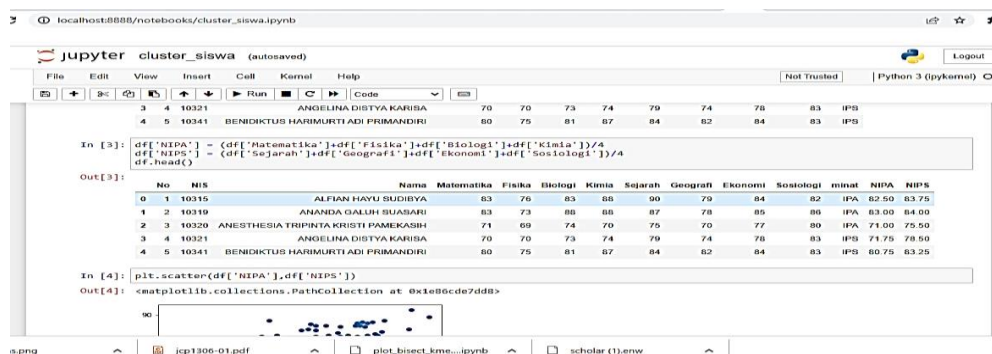 localhost:8888/notebooks/cluster_siswa.ipynb
jupyter cluster_siswa (autosaved)
Logout
File Edit View Insert Cell Kernel Help
Not Trusted
Python 3 (ipykernel)
Run
Code
3 4 10321 ANGELINA DISTYA KARISA 70 70 73 74 79 74 78 83 IPS
4 5 10341 BENIDIKTUS HARIMURTI ADI PRIMANDIRI 80 75 81 87 84 82 84 83 IPS
In [3]: df['NIPA'] = (df['Matematika']+df['Fisika']+df['Biologi']+df['Kimia'])/4
df['NIPS'] = (df['Sejarah']+df['Geografi']+df['Ekonomi']+df['Sosiologi'])/4
df.head()
Out[3]:
No NIS Nama Matematika Fisika Biologi Kimia Sejarah Geografi Ekonomi Sosiologi minat NIPA NIPS
0 1 10315 ALFIAN HAYU SUDIBYA 83 76 83 88 90 79 84 82 IPA 82.50 83.75
1 2 10319 ANANDA GALUH SUASARI 83 73 88 88 87 78 85 86 IPA 83.00 84.00
2 3 10320 ANESTHESIA TRIPINTA KRISTI PAMEKASIH 71 69 74 70 75 70 77 80 IPA 71.00 75.50
3 4 10321 ANGELINA DISTYA KARISA 70 70 73 74 79 74 78 83 IPS 71.75 78.50
4 5 10341 BENIDIKTUS HARIMURTI ADI PRIMANDIRI 80 75 81 87 84 82 84 83 IPS 80.75 83.25
In [4]: plt.scatter(df['NIPA'],df['NIPS'])
Out[4]: <matplotlib.collections.PathCollection at 0x1e86cde7dd8>
90
s.png
jcp1306-01.pdf
plot_bisect_kme....ipynb
scholar (1).enw